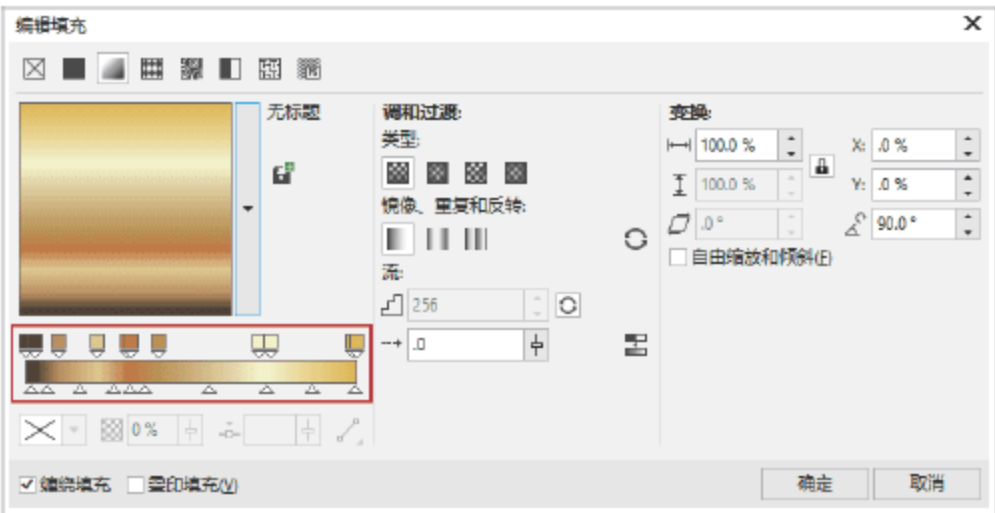 编辑填充
无标题
调和过渡:
类型:
镜像、重复和反转:
流:
256
.0
变换:
100.0 %
X: .0 %
100.0 %
Y: .0 %
.0 °
90.0 °
自由缩放和倾斜(F)
0 %
缠绕填充
叠印填充(V)
确定
取消